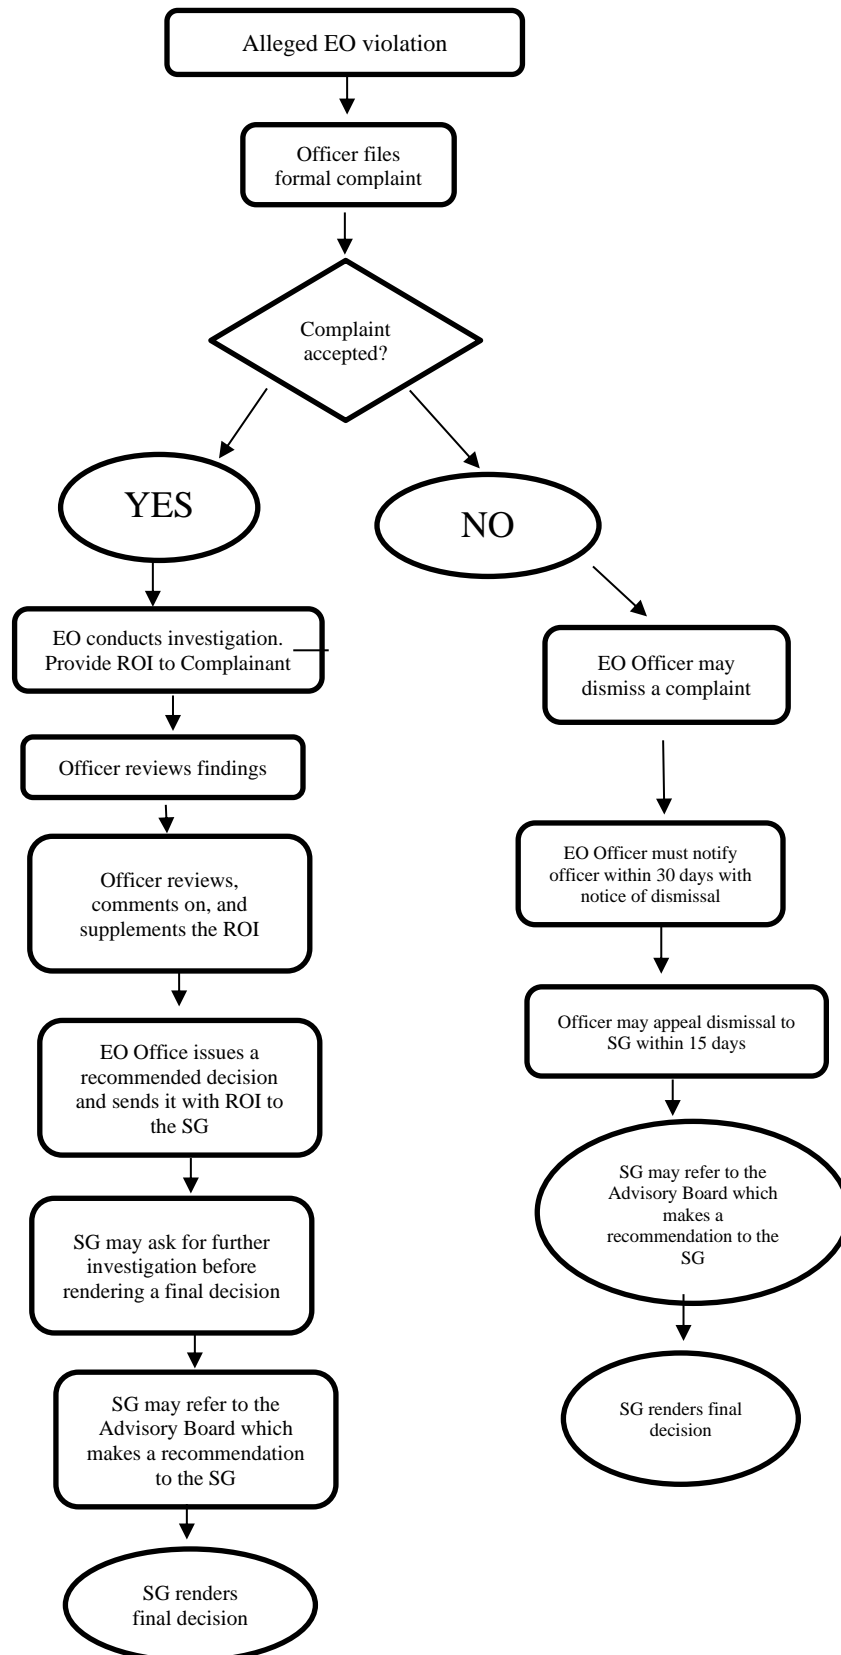 Alleged EO violation
Officer files
formal complaint
Complaint
accepted?
YES
NO
EO conducts investigation.
Provide ROI to Complainant
Officer reviews findings
Officer reviews,
comments on, and
supplements the ROI
EO Office issues a
recommended decision
and sends it with ROI to
the SG
SG may ask for further
investigation before
rendering a final decision
SG may refer to the
Advisory Board which
makes a recommendation
to the SG
SG renders
final decision
EO Officer may
dismiss a complaint
EO Officer must notify
officer within 30 days with
notice of dismissal
Officer may appeal dismissal to
SG within 15 days
SG may refer to the
Advisory Board which
makes a
recommendation to the
SG
SG renders final
decision